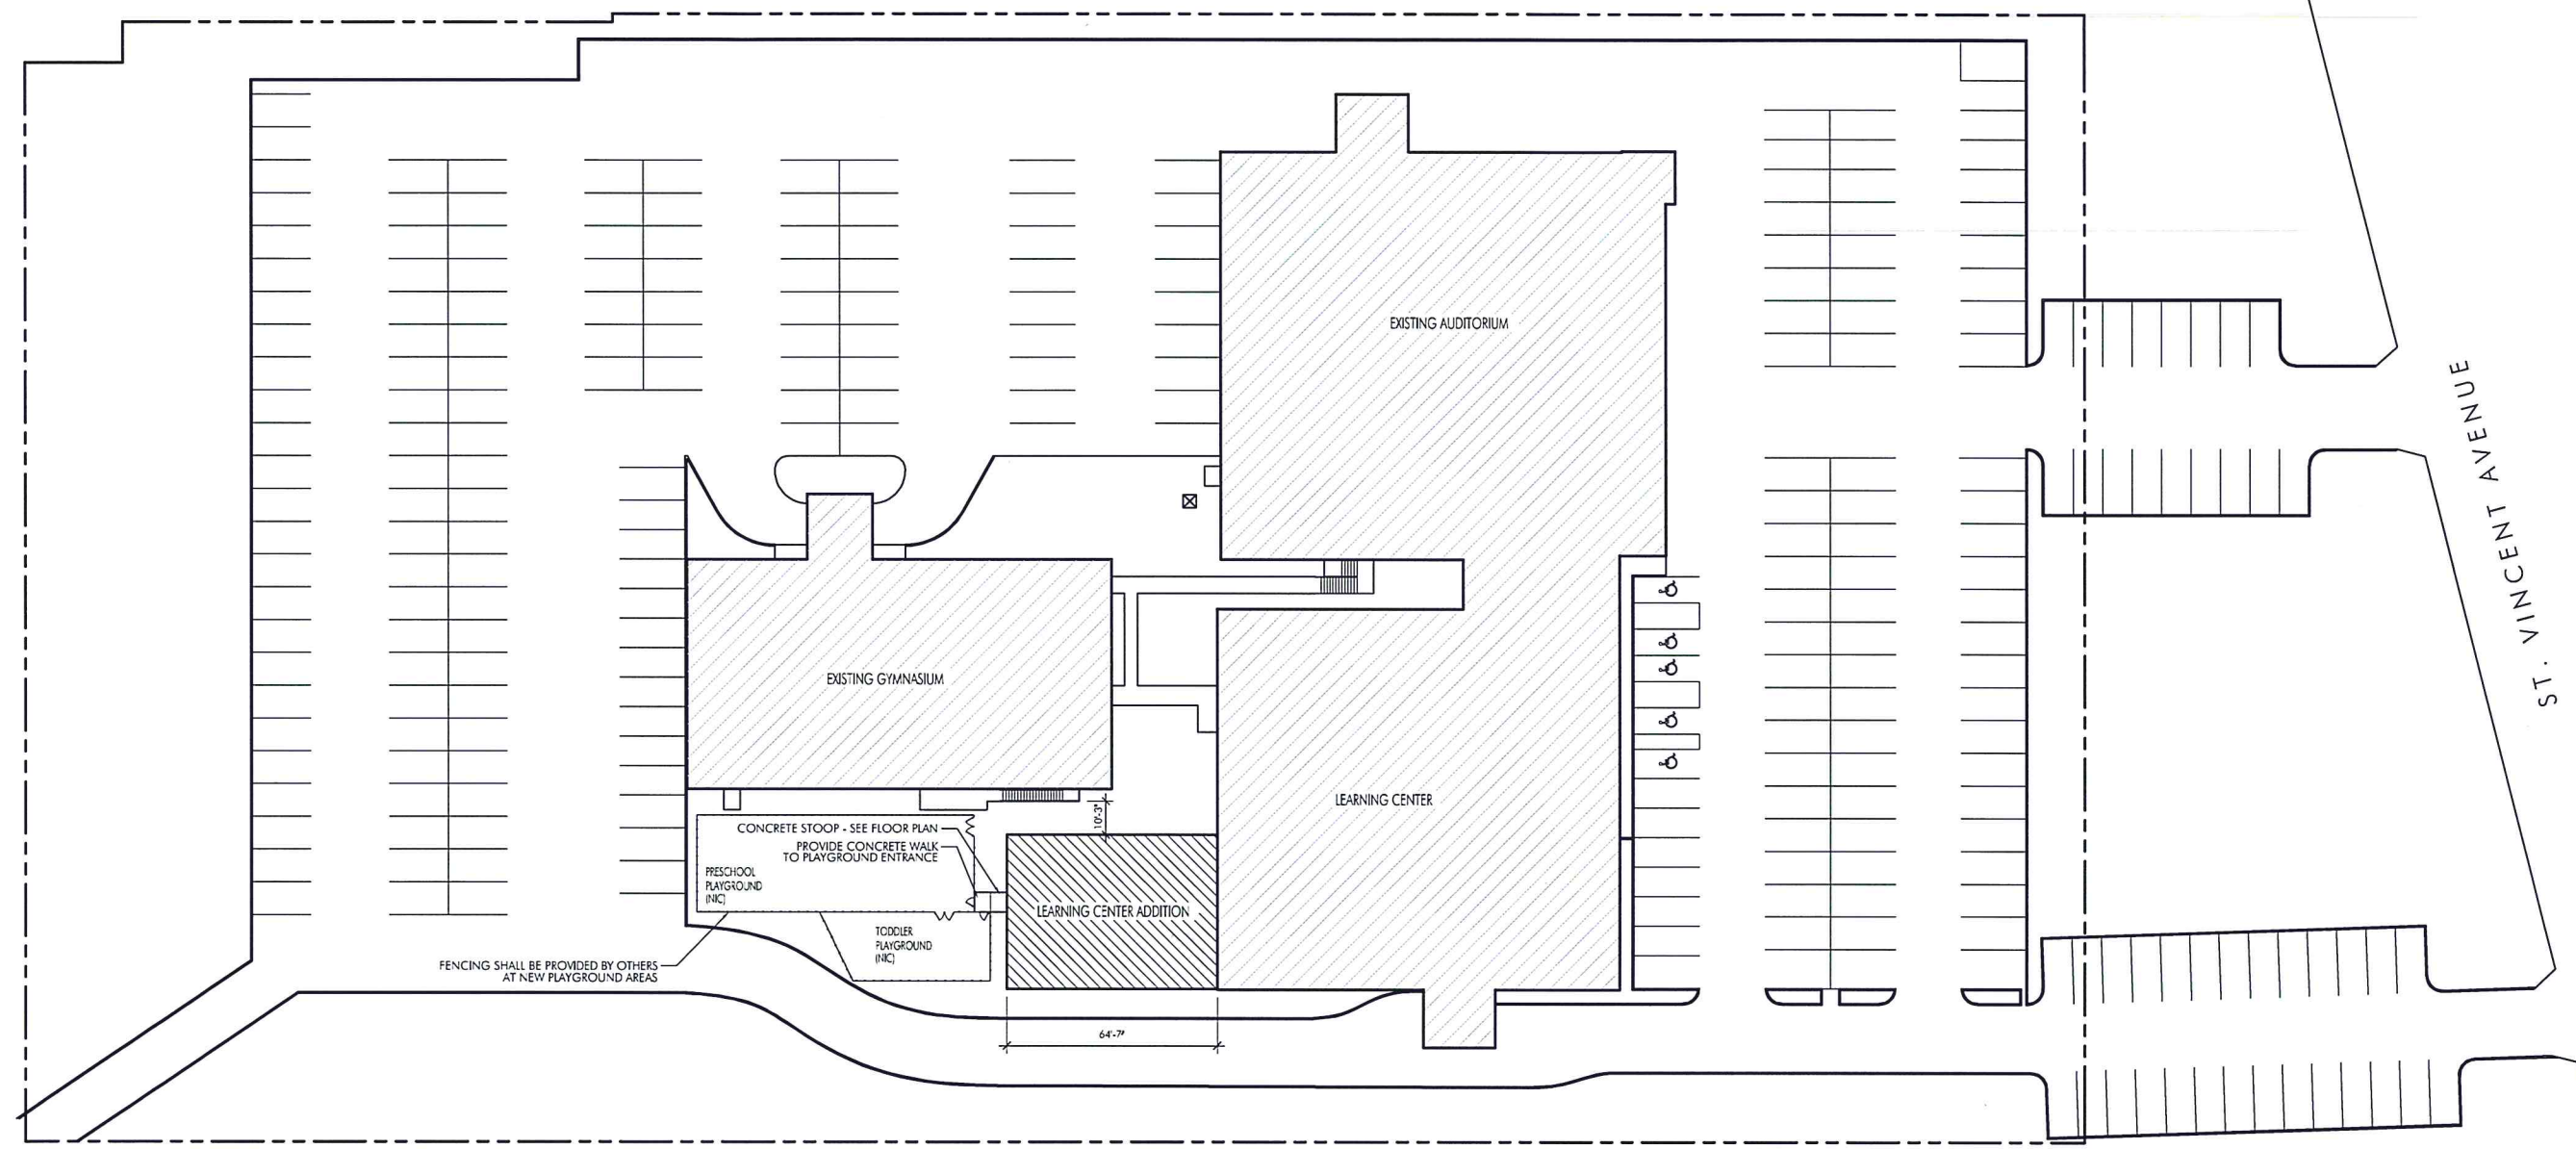 EXISTING AUDITORIUM
ST. VINCENT AVENUE
EXISTING GYMNASIUM
LEARNING CENTER
10'-3"
CONCRETE STOOP - SEE FLOOR PLAN
PROVIDE CONCRETE WALK
TO PLAYGROUND ENTRANCE
PRESCHOOL
PLAYGROUND
(NIC)
LEARNING CENTER ADDITION
TODDLER
PLAYGROUND
(NIC)
FENCING SHALL BE PROVIDED BY OTHERS
AT NEW PLAYGROUND AREAS
64'-7"